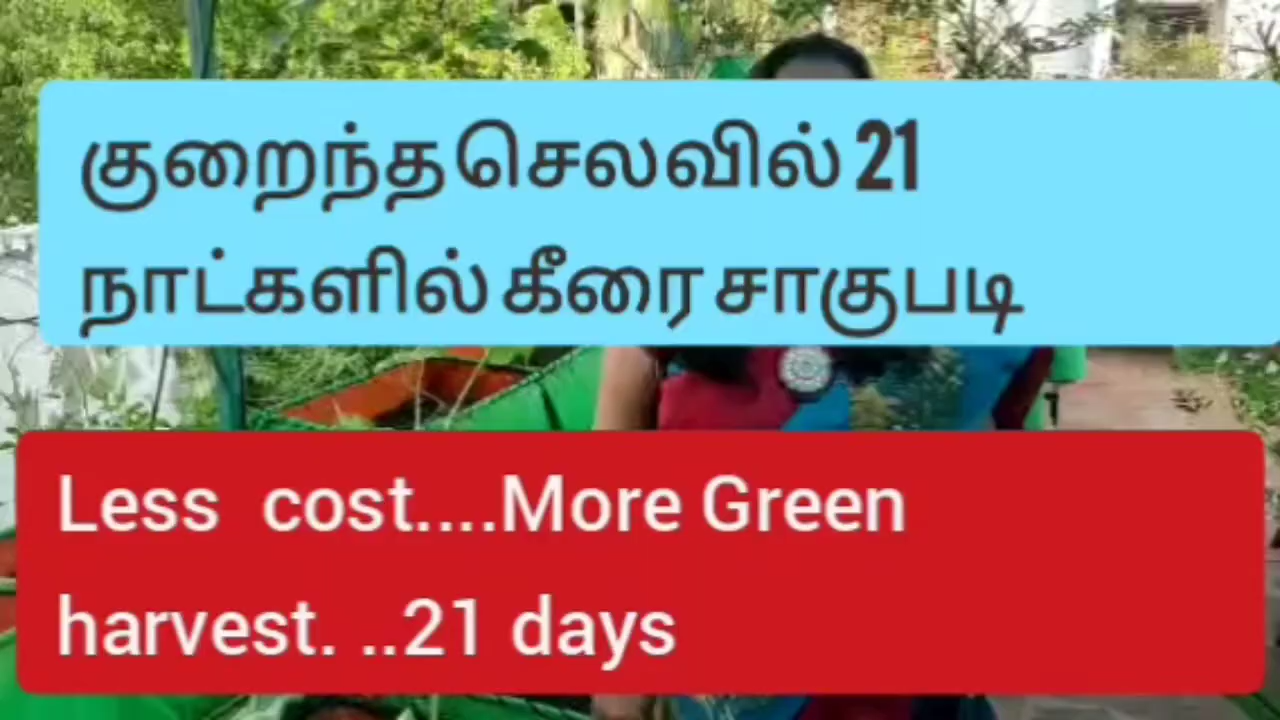 குறைந்த செலவில் 21
நாட்களில் கீரை சாகுபடி
Less cost....More Green
harvest. ..21 days